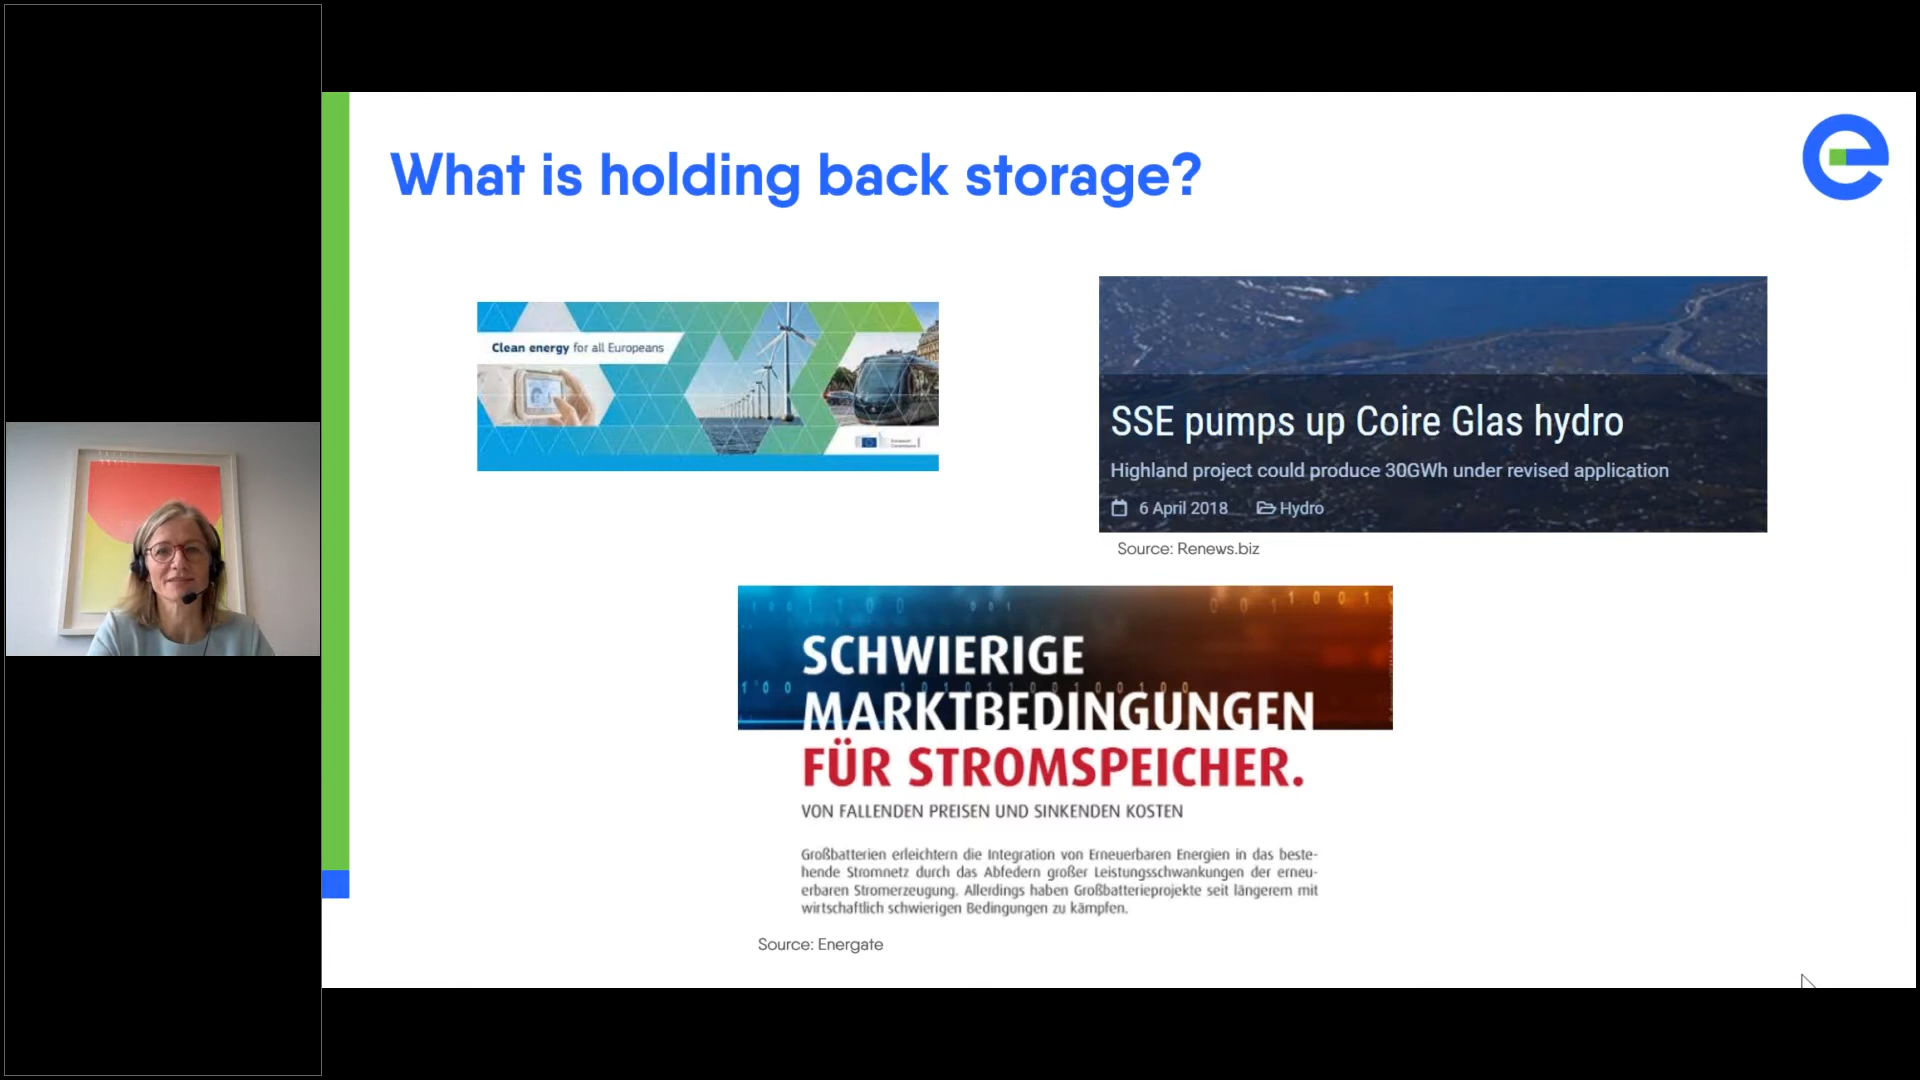 What is holding back storage?
Clean energy for all Europeans
SSE pumps up Coire Glas hydro
Highland project could produce 30GWh under revised application
6 April 2018 Hydro
Source: Renews.biz
SCHWIERIGE
MARKTBEDINGUNGEN
FÜR STROMSPEICHER.
VON FALLENDEN PREISEN UND SINKENDEN KOSTEN
Großbatterien erleichtern die Integration von Erneuerbaren Energien in das beste-
hende Stromnetz durch das Abfedern großer Leistungsschwankungen der erneu-
erbaren Stromerzeugung. Allerdings haben Großbatterieprojekte seit längerem mit
wirtschaftlich schwierigen Bedingungen zu kämpfen.
Source: Energate